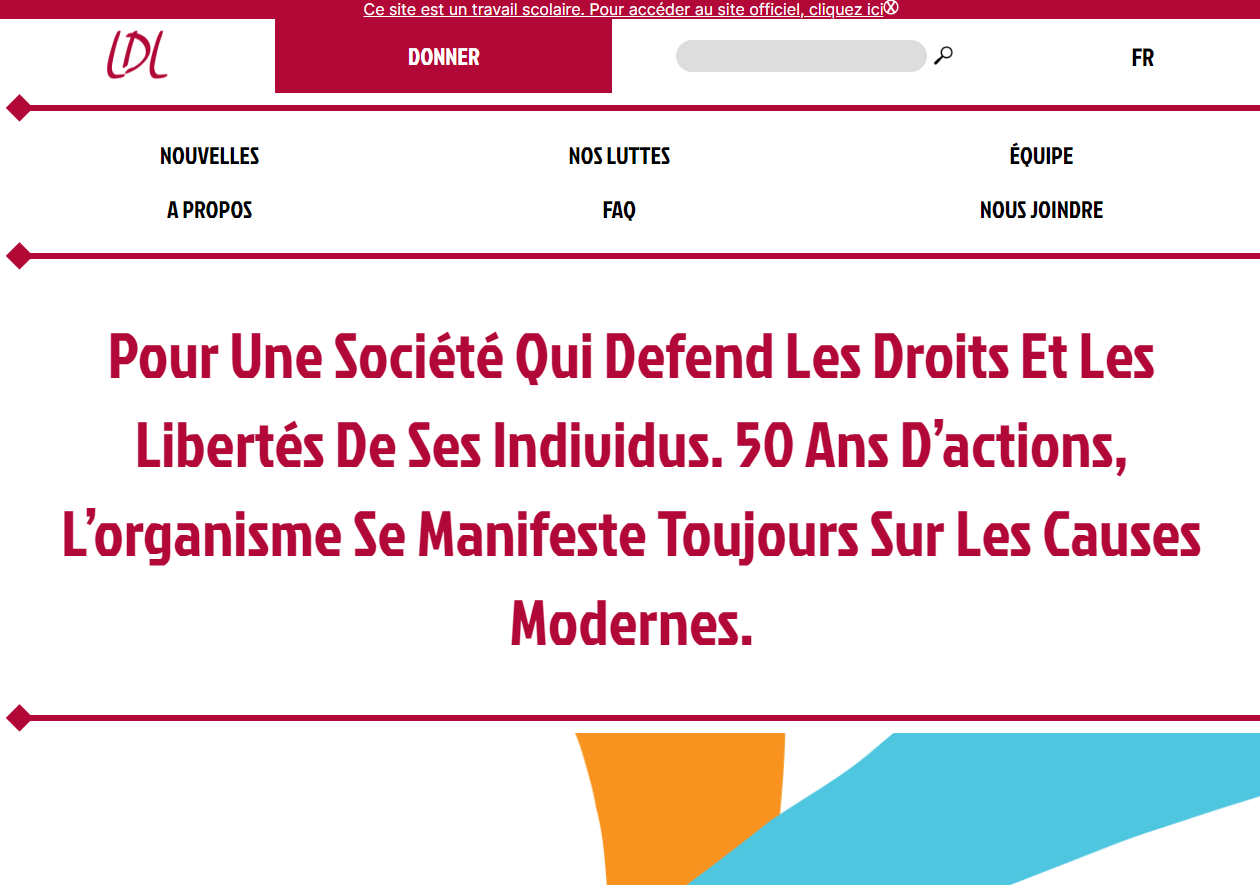 Ce site est un travail scolaire. Pour accéder au site officiel, cliquez ici
LDL
DONNER
FR
NOUVELLES
NOS LUTTES
ÉQUIPE
A PROPOS
FAQ
NOUS JOINDRE
Pour Une Société Qui Defend Les Droits Et Les
Libertés De Ses Individus. 50 Ans D’actions,
L’organisme Se Manifeste Toujours Sur Les Causes
Modernes.